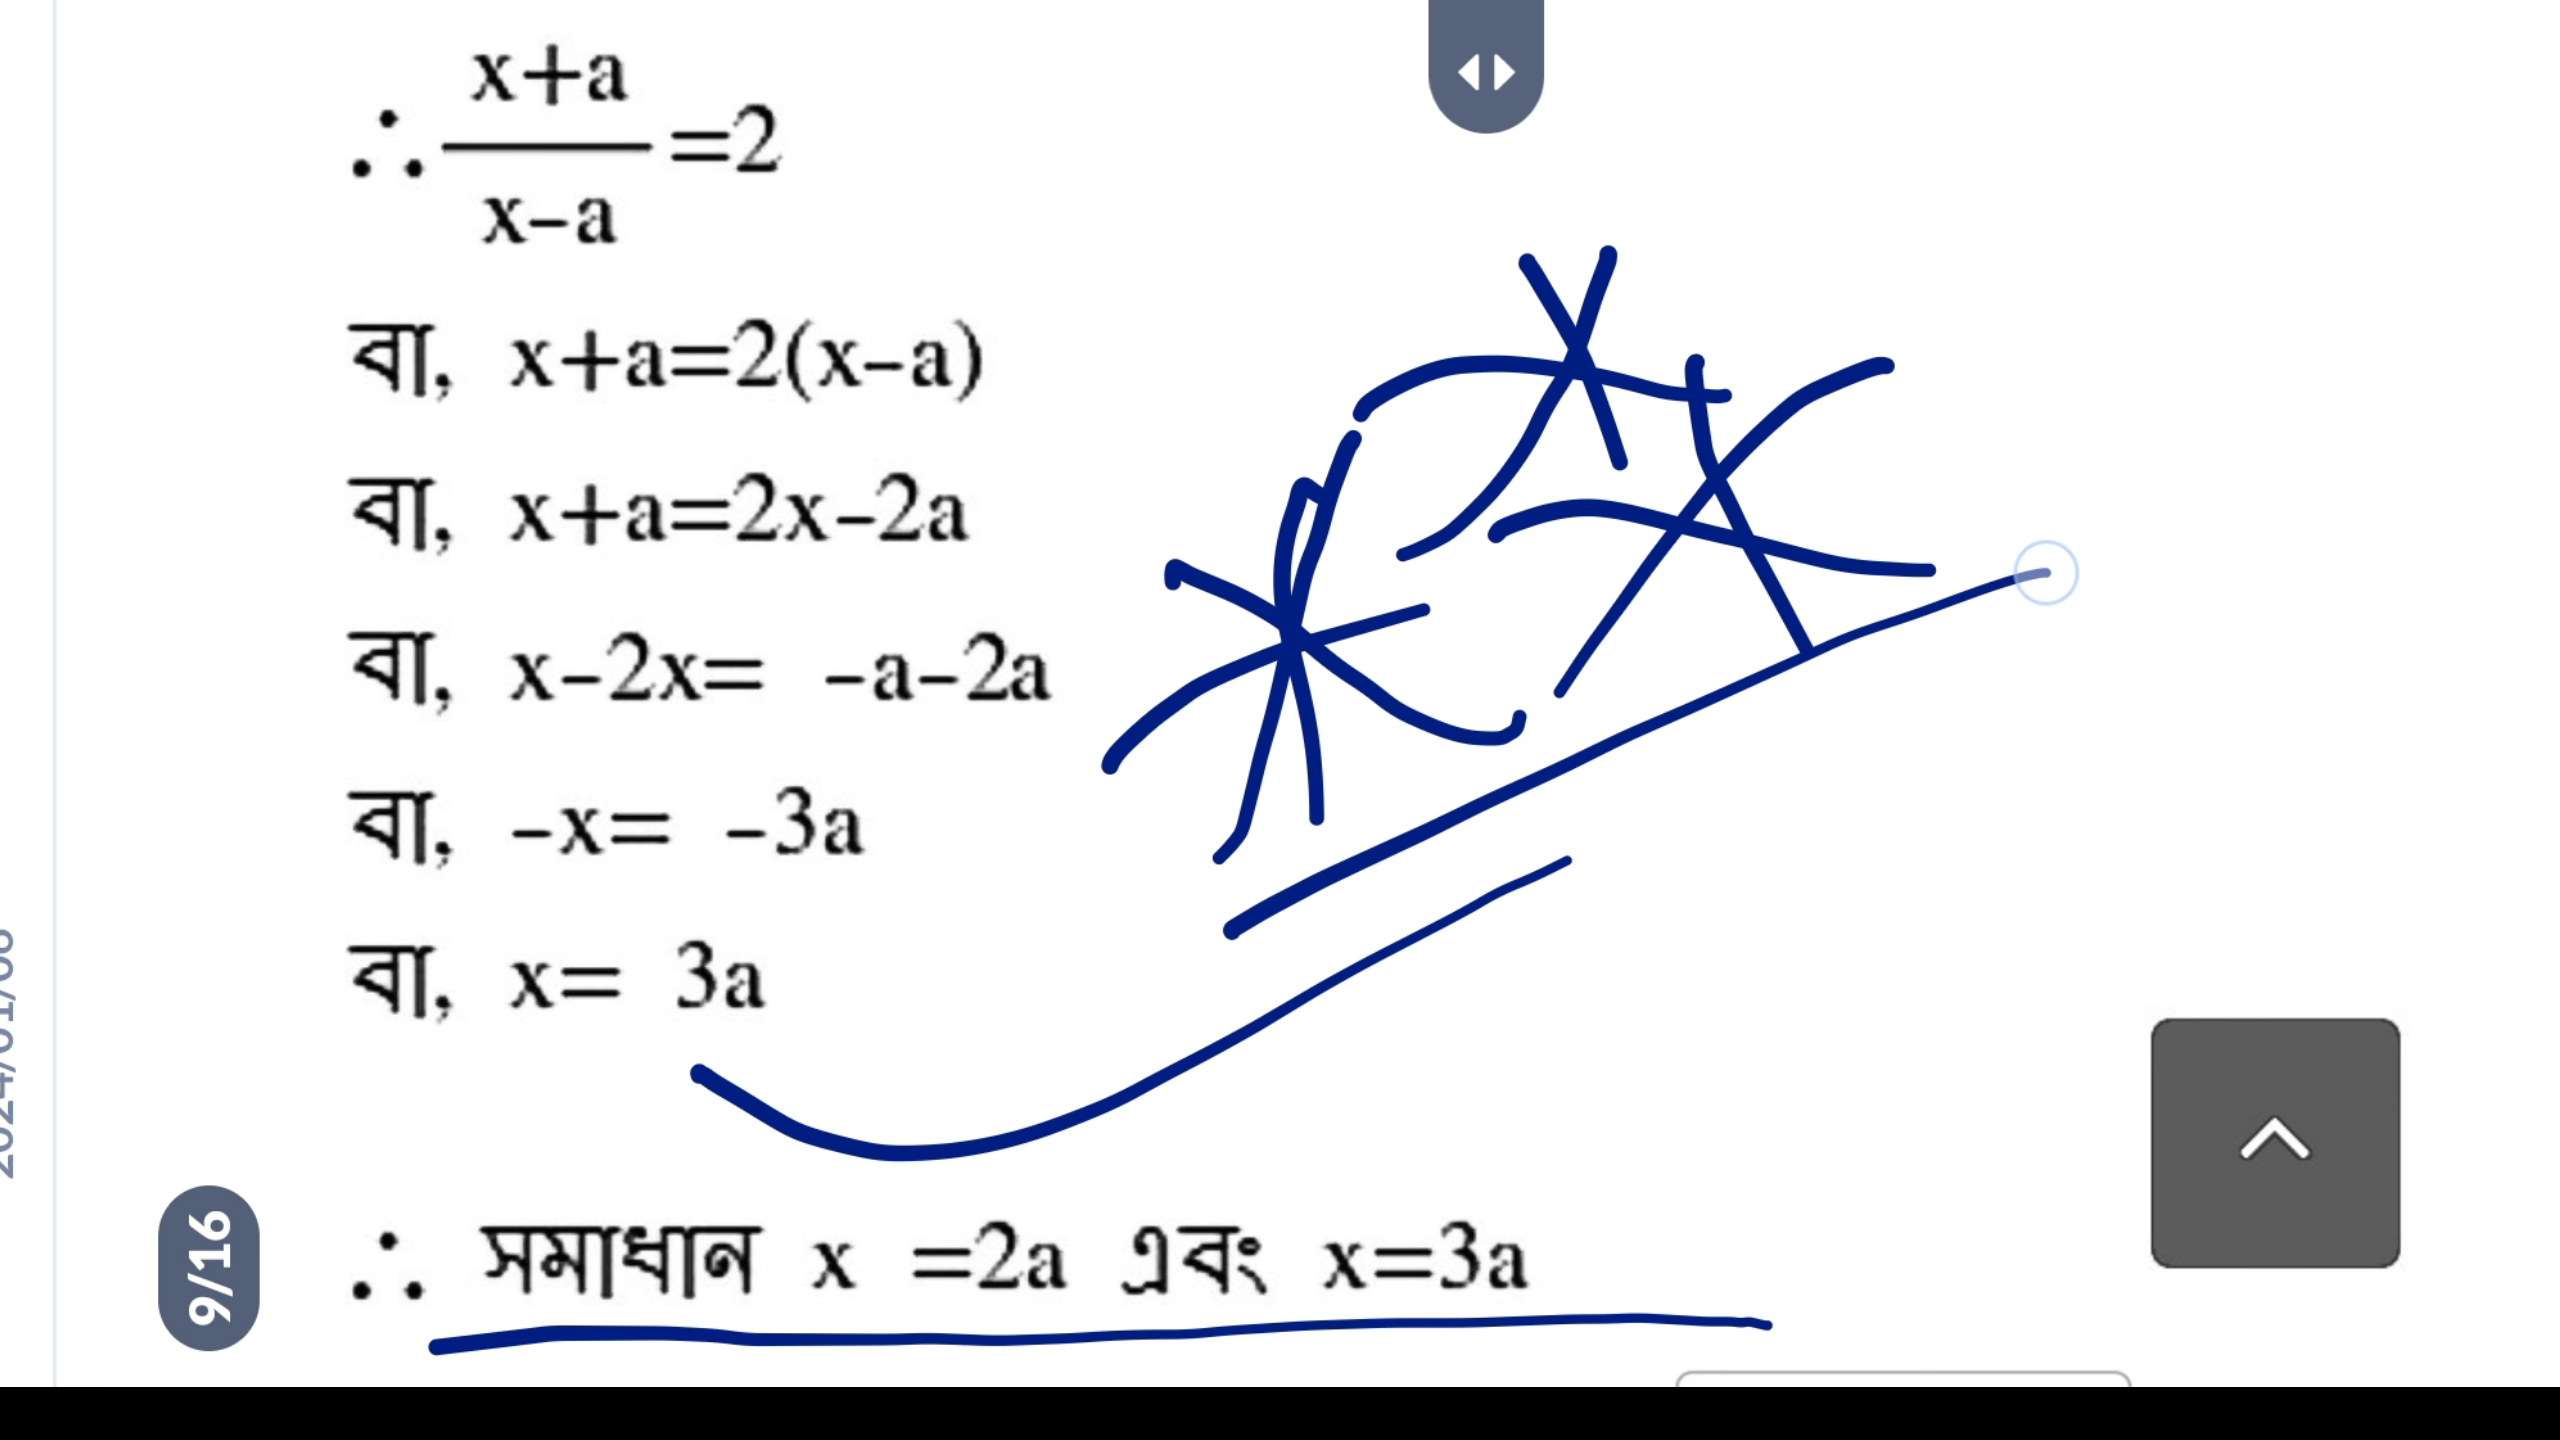 ∴ x+a/x–a =2
বা, x+a=2(x–a)
বা, x+a=2x–2a
বা, x–2x= –a–2a
বা, –x= –3a
বা, x= 3a
∴ সমাধান x =2a এবং x=3a
9/16